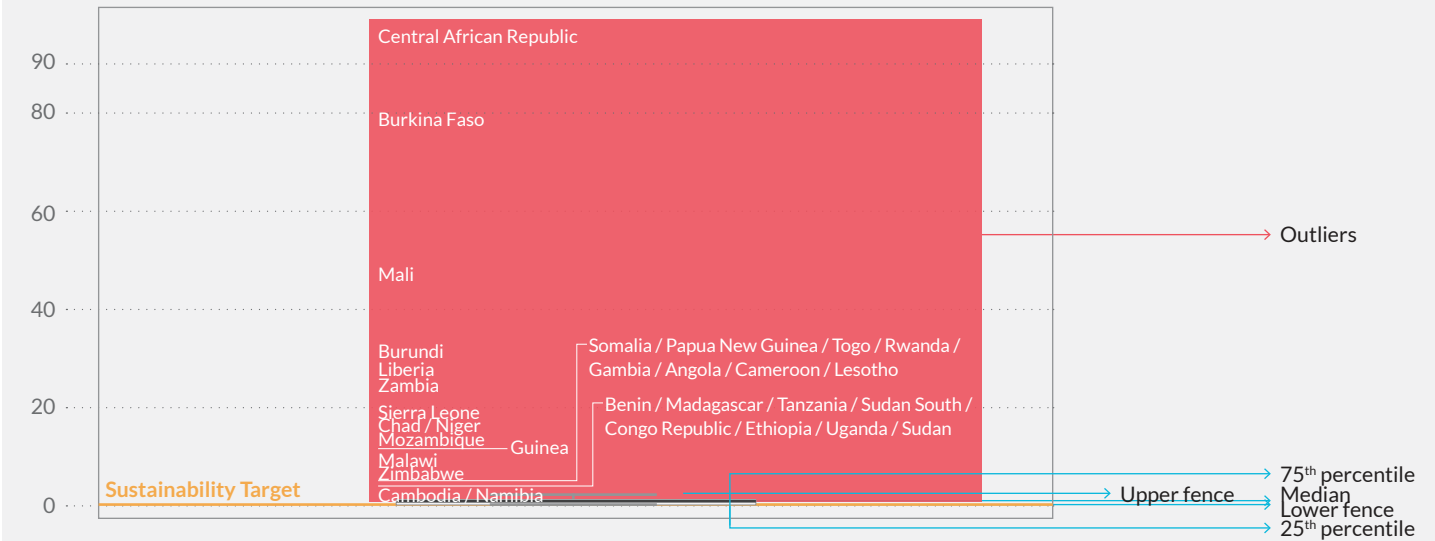 Central African Republic
90
80
Burkina Faso
60
Outliers
Mali
40
Burundi
Liberia
Zambia
Somalia / Papua New Guinea / Togo / Rwanda /
Gambia / Angola / Cameroon / Lesotho
20
Sierra Leone
Chad / Niger
Mozambique
Guinea
Benin / Madagascar / Tanzania / Sudan South /
Congo Republic / Ethiopia / Uganda / Sudan
Malawi
Zimbabwe
Sustainability Target
Cambodia / Namibia
0
75th percentile
Upper fence
Median
Lower fence
25th percentile